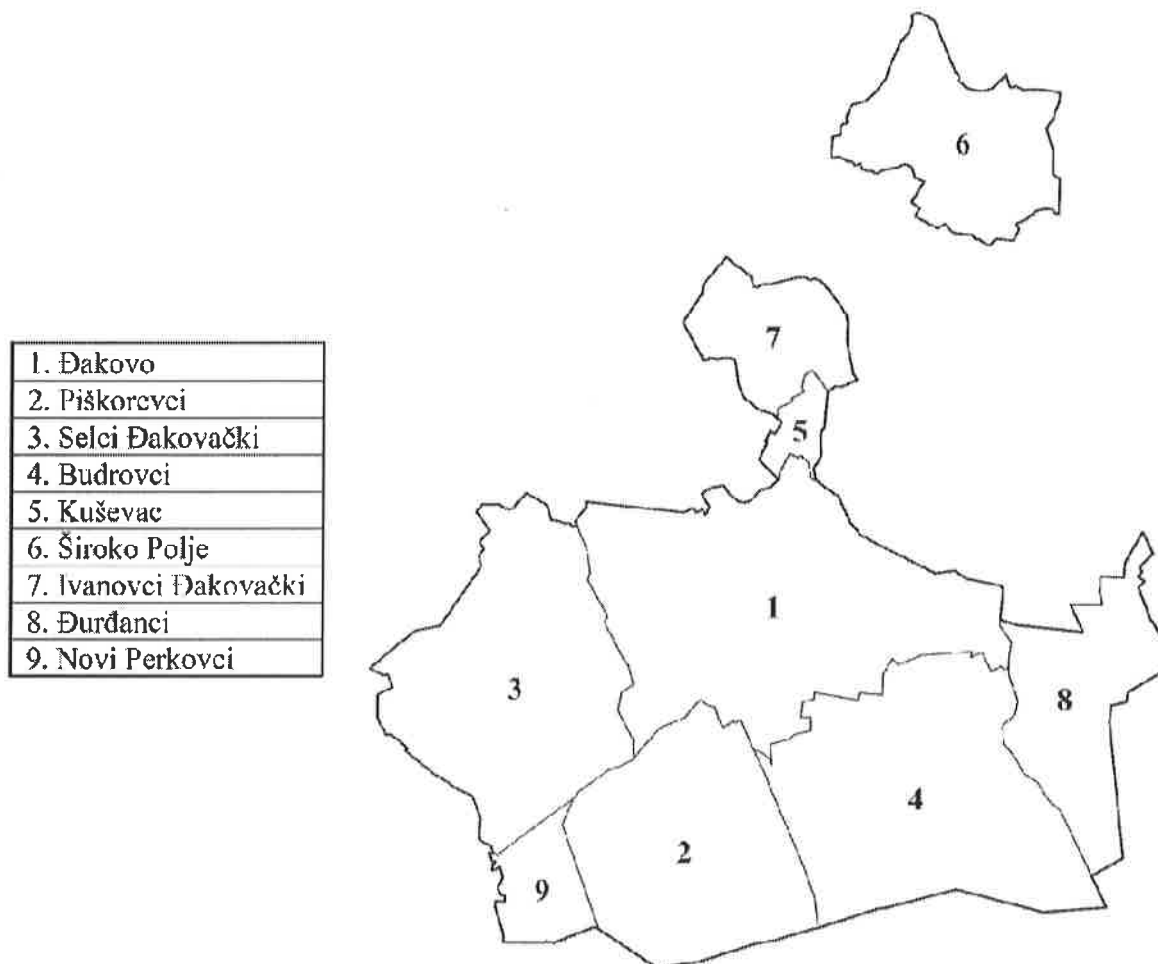 1. Đakovo
2. Piškorevci
3. Selci Đakovački
4. Budrovci
5. Kuševac
6. Široko Polje
7. Ivanovci Đakovački
8. Đurđanci
9. Novi Perkovci
6
7
5
1
3
8
4
2
9